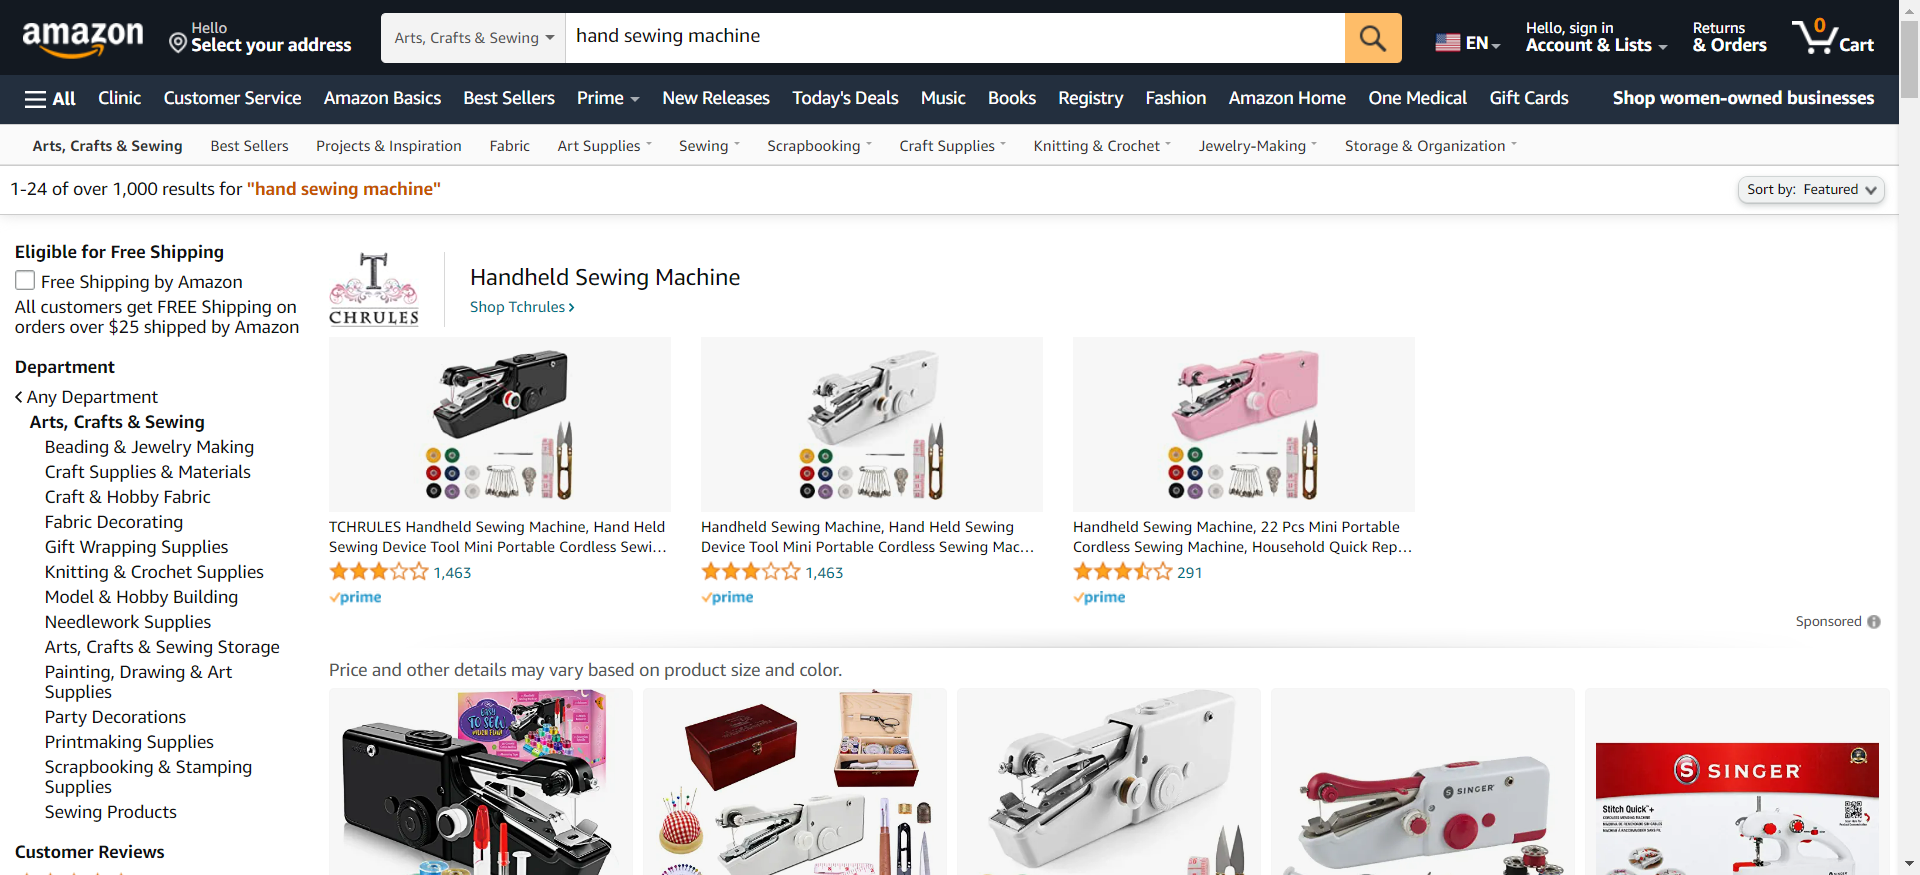 amazon
Hello
Select your address
Arts, Crafts & Sewing
hand sewing machine
EN
Hello, sign in
Account & Lists
Returns
& Orders
0
Cart
All
Clinic
Customer Service
Amazon Basics
Best Sellers
Prime
New Releases
Today's Deals
Music
Books
Registry
Fashion
Amazon Home
One Medical
Gift Cards
Shop women-owned businesses
Arts, Crafts & Sewing
Best Sellers
Projects & Inspiration
Fabric
Art Supplies
Sewing
Scrapbooking
Craft Supplies
Knitting & Crochet
Jewelry-Making
Storage & Organization
1-24 of over 1,000 results for "hand sewing machine"
Sort by: Featured
Eligible for Free Shipping
Free Shipping by Amazon
All customers get FREE Shipping on
orders over $25 shipped by Amazon
Department
Any Department
Arts, Crafts & Sewing
Beading & Jewelry Making
Craft Supplies & Materials
Craft & Hobby Fabric
Fabric Decorating
Gift Wrapping Supplies
Knitting & Crochet Supplies
Model & Hobby Building
Needlework Supplies
Arts, Crafts & Sewing Storage
Painting, Drawing & Art
Supplies
Party Decorations
Printmaking Supplies
Scrapbooking & Stamping
Supplies
Sewing Products
Customer Reviews
T
CHRULES
Handheld Sewing Machine
Shop Tchrules
TCHRULES Handheld Sewing Machine, Hand Held
Sewing Device Tool Mini Portable Cordless Sewi...
1,463
prime
Handheld Sewing Machine, Hand Held Sewing
Device Tool Mini Portable Cordless Sewing Mac...
1,463
prime
Handheld Sewing Machine, 22 Pcs Mini Portable
Cordless Sewing Machine, Household Quick Rep...
291
prime
Sponsored
Price and other details may vary based on product size and color.
EASY
TO SEW
MUCH FUN!
SINGER
SINGER
Stitch Quick+